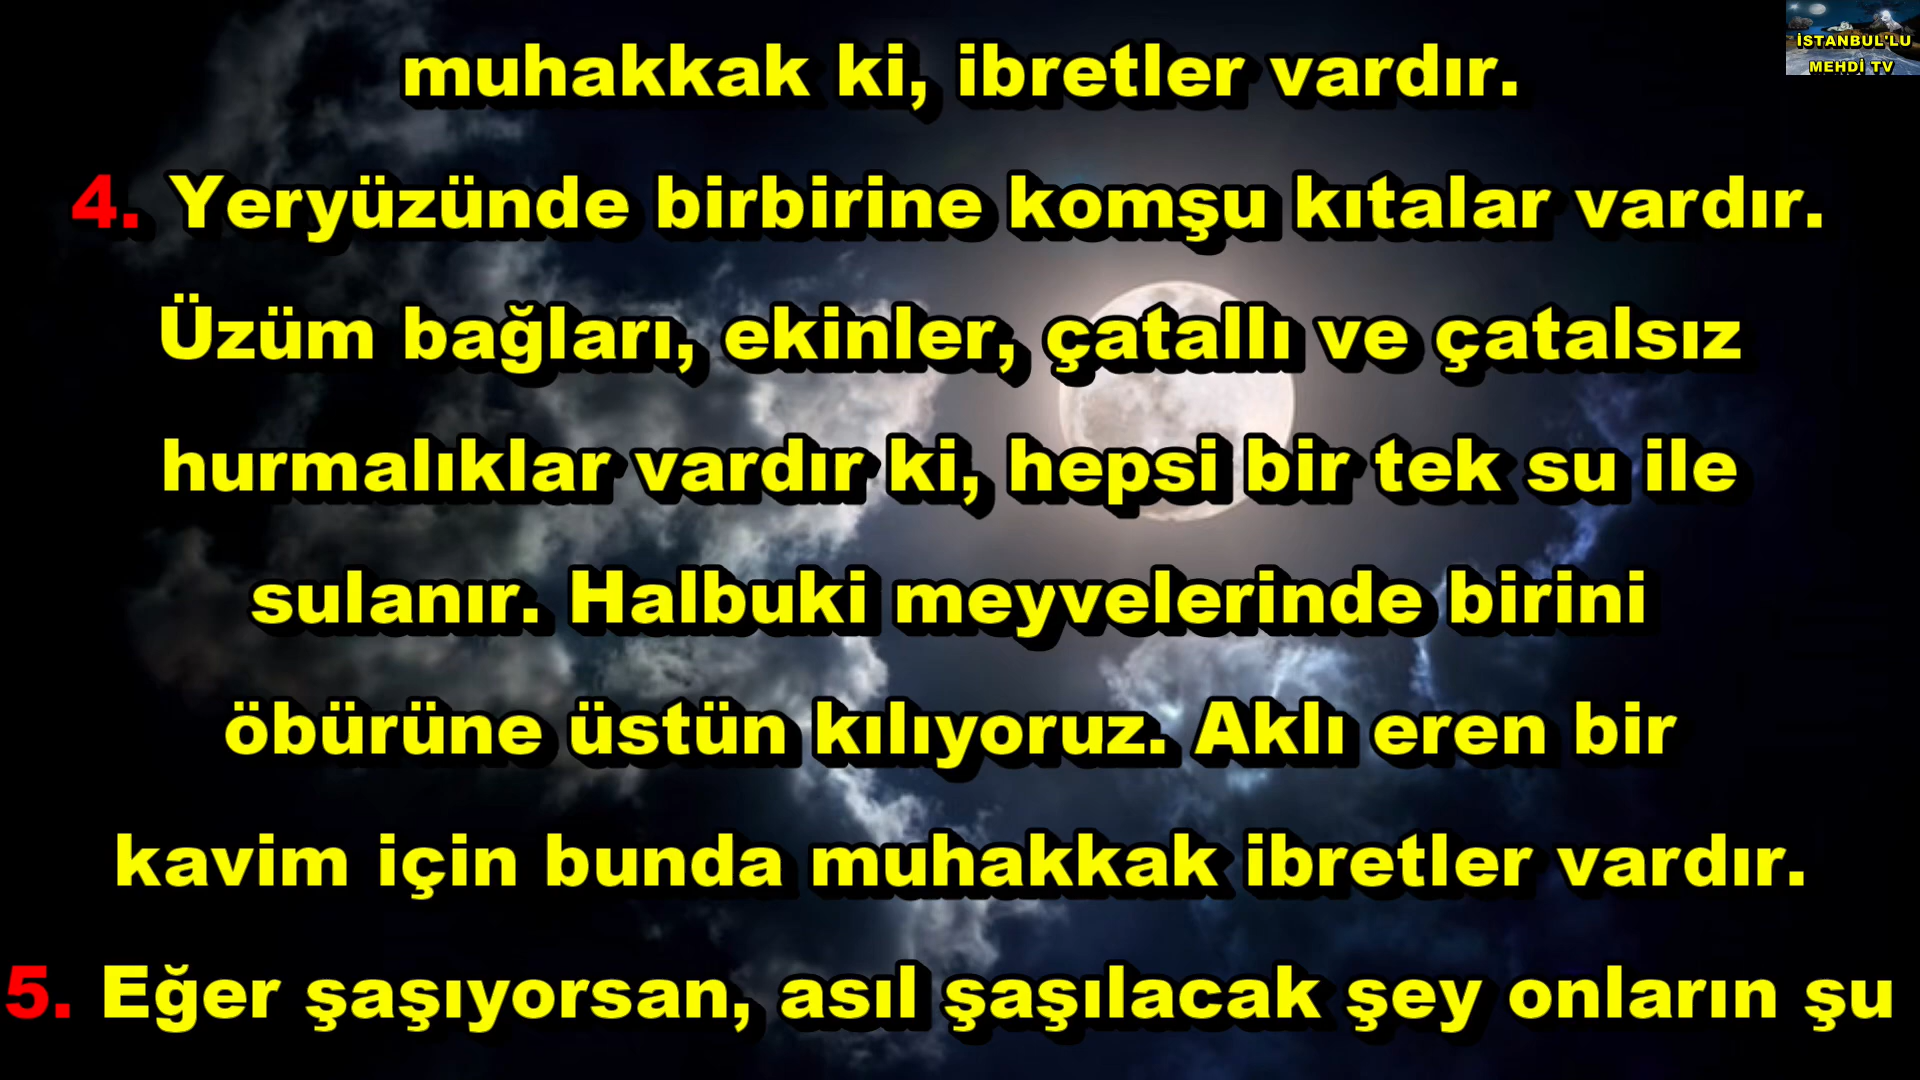 muhakkak ki, ibretler vardır.
İSTANBUL'LU
MEHDİ TV
4. Yeryüzünde birbirine komşu kıtalar vardır.
Üzüm bağları, ekinler, çatallı ve çatalsız
hurmalıklar vardır ki, hepsi bir tek su ile
sulanır. Halbuki meyvelerinde birini
öbürüne üstün kılıyoruz. Aklı eren bir
kavim için bunda muhakkak ibretler vardır.
5. Eğer şaşıyorsan, asıl şaşılacak şey onların şu